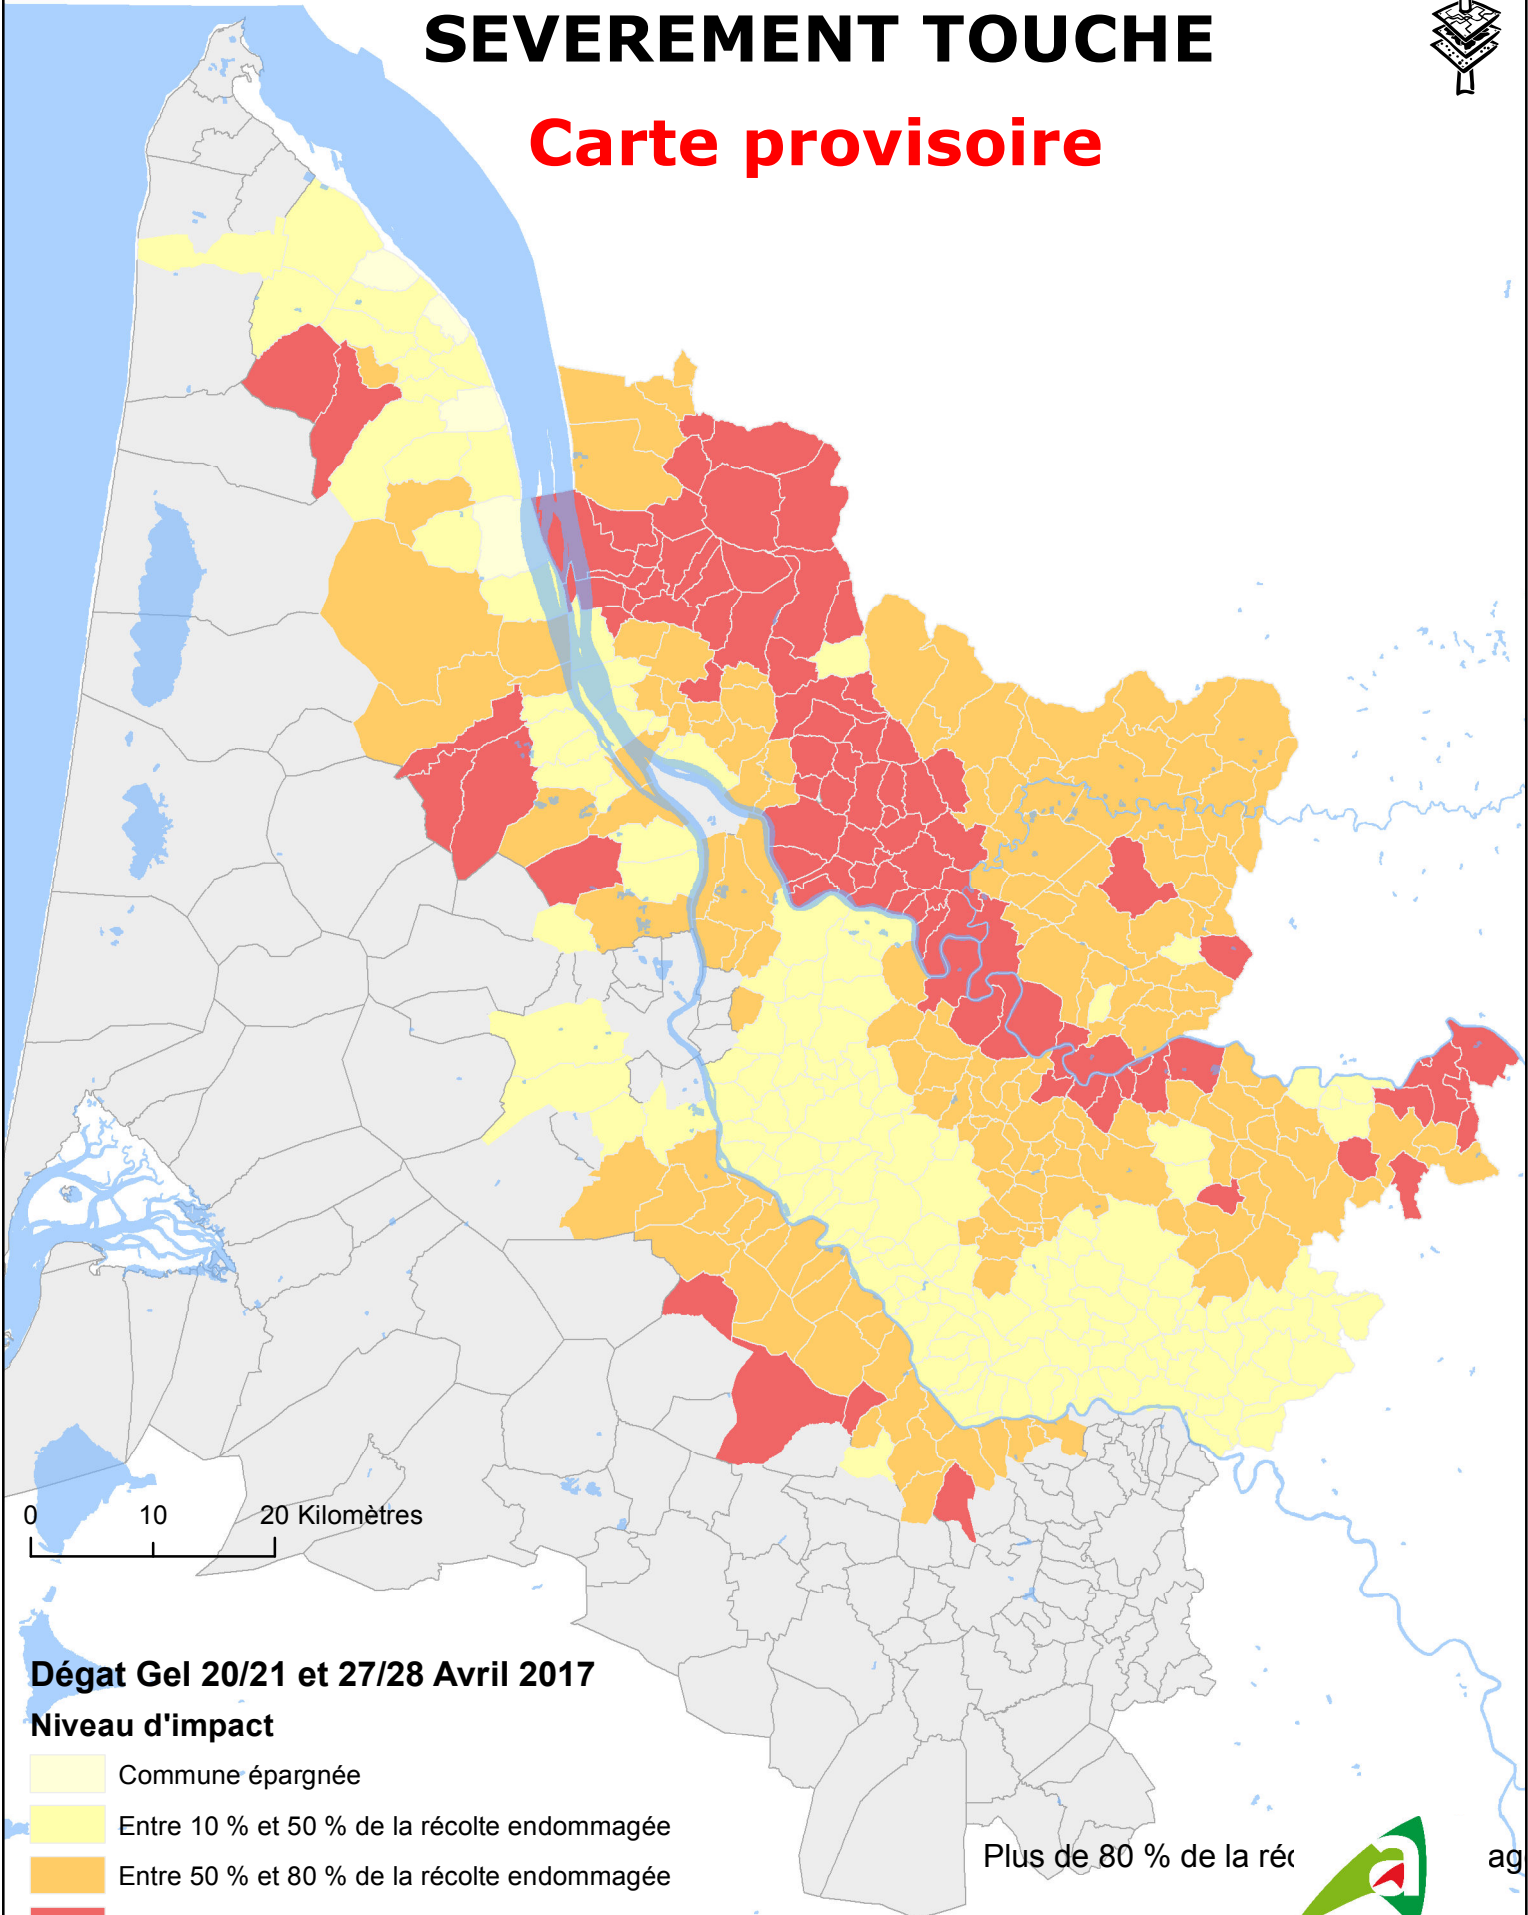 SEVEREMENT TOUCHE
Carte provisoire
0 10 20 Kilomètres
Dégat Gel 20/21 et 27/28 Avril 2017
Niveau d'impact
Commune épargnée
Entre 10 % et 50 % de la récolte endommagée
Entre 50 % et 80 % de la récolte endommagée
Plus de 80 % de la